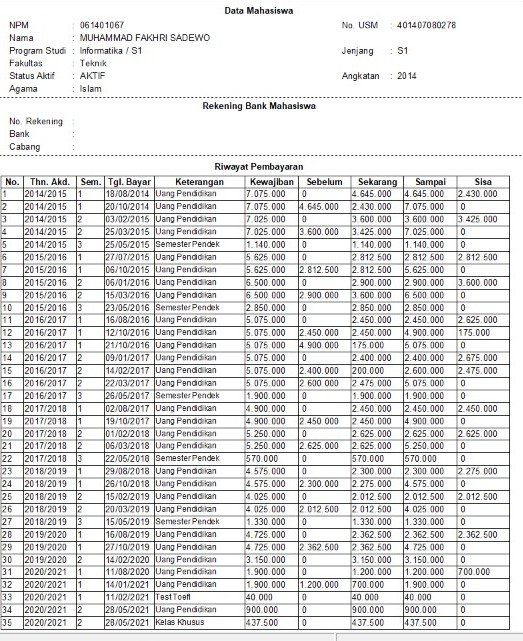 Data Mahasiswa
NPM : 061401067 No. USM : 401407080278
Nama : MUHAMMAD FAKHRI SADEWO
Program Studi : Informatika / S1 Jenjang : S1
Fakultas : Teknik
Status Aktif : AKTIF Angkatan : 2014
Agama : Islam
Rekening Bank Mahasiswa
No. Rekening :
Bank :
Cabang :
Riwayat Pembayaran
No. Thn. Akd. Sem. Tgl. Bayar Keterangan Kewajiban Sebelum Sekarang Sampai Sisa
1 2014/2015 1 18/08/2014 Uang Pendidikan 7.075.000 0 4.645.000 4.645.000 2.430.000
2 2014/2015 1 20/10/2014 Uang Pendidikan 7.075.000 4.645.000 2.430.000 7.075.000 0
3 2014/2015 2 03/02/2015 Uang Pendidikan 7.025.000 0 3.600.000 3.600.000 3.425.000
4 2014/2015 2 25/03/2015 Uang Pendidikan 7.025.000 3.600.000 3.425.000 7.025.000 0
5 2014/2015 3 25/05/2015 Semester Pendek 1.140.000 0 1.140.000 1.140.000 0
6 2015/2016 1 27/07/2015 Uang Pendidikan 5.625.000 0 2.812.500 2.812.500 2.812.500
7 2015/2016 1 06/10/2015 Uang Pendidikan 5.625.000 2.812.500 2.812.500 5.625.000 0
8 2015/2016 2 06/01/2016 Uang Pendidikan 6.500.000 0 2.900.000 2.900.000 3.600.000
9 2015/2016 2 15/03/2016 Uang Pendidikan 6.500.000 2.900.000 3.600.000 6.500.000 0
10 2015/2016 3 23/05/2016 Semester Pendek 2.850.000 0 2.850.000 2.850.000 0
11 2016/2017 1 16/08/2016 Uang Pendidikan 5.075.000 0 2.450.000 2.450.000 2.625.000
12 2016/2017 1 12/10/2016 Uang Pendidikan 5.075.000 2.450.000 2.450.000 4.900.000 175.000
13 2016/2017 1 21/10/2016 Uang Pendidikan 5.075.000 4.900.000 175.000 5.075.000 0
14 2016/2017 2 09/01/2017 Uang Pendidikan 5.075.000 0 2.400.000 2.400.000 2.675.000
15 2016/2017 2 14/02/2017 Uang Pendidikan 5.075.000 2.400.000 200.000 2.600.000 2.475.000
16 2016/2017 2 22/03/2017 Uang Pendidikan 5.075.000 2.600.000 2.475.000 5.075.000 0
17 2016/2017 3 26/05/2017 Semester Pendek 1.900.000 0 1.900.000 1.900.000 0
18 2017/2018 1 02/08/2017 Uang Pendidikan 4.900.000 0 2.450.000 2.450.000 2.450.000
19 2017/2018 1 19/10/2017 Uang Pendidikan 4.900.000 2.450.000 2.450.000 4.900.000 0
20 2017/2018 2 01/02/2018 Uang Pendidikan 5.250.000 0 2.625.000 2.625.000 2.625.000
21 2017/2018 2 06/03/2018 Uang Pendidikan 5.250.000 2.625.000 2.625.000 5.250.000 0
22 2017/2018 3 22/05/2018 Semester Pendek 570.000 0 570.000 570.000 0
23 2018/2019 1 29/08/2018 Uang Pendidikan 4.575.000 0 2.300.000 2.300.000 2.275.000
24 2018/2019 1 26/10/2018 Uang Pendidikan 4.575.000 2.300.000 2.275.000 4.575.000 0
25 2018/2019 2 15/02/2019 Uang Pendidikan 4.025.000 0 2.012.500 2.012.500 2.012.500
26 2018/2019 2 20/03/2019 Uang Pendidikan 4.025.000 2.012.500 2.012.500 4.025.000 0
27 2018/2019 3 15/05/2019 Semester Pendek 1.330.000 0 1.330.000 1.330.000 0
28 2019/2020 1 16/08/2019 Uang Pendidikan 4.725.000 0 2.362.500 2.362.500 2.362.500
29 2019/2020 1 27/10/2019 Uang Pendidikan 4.725.000 2.362.500 2.362.500 4.725.000 0
30 2019/2020 2 14/02/2020 Uang Pendidikan 3.150.000 0 3.150.000 3.150.000 0
31 2020/2021 1 11/08/2020 Uang Pendidikan 1.900.000 0 1.200.000 1.200.000 700.000
32 2020/2021 1 14/01/2021 Uang Pendidikan 1.900.000 1.200.000 700.000 1.900.000 0
33 2020/2021 1 11/02/2021 Test Toefl 40.000 0 40.000 40.000 0
34 2020/2021 2 28/05/2021 Uang Pendidikan 900.000 0 900.000 900.000 0
35 2020/2021 2 28/05/2021 Kelas Khusus 437.500 0 437.500 437.500 0